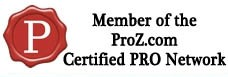 P
Member of the
ProZ.com
Certified PRO Network